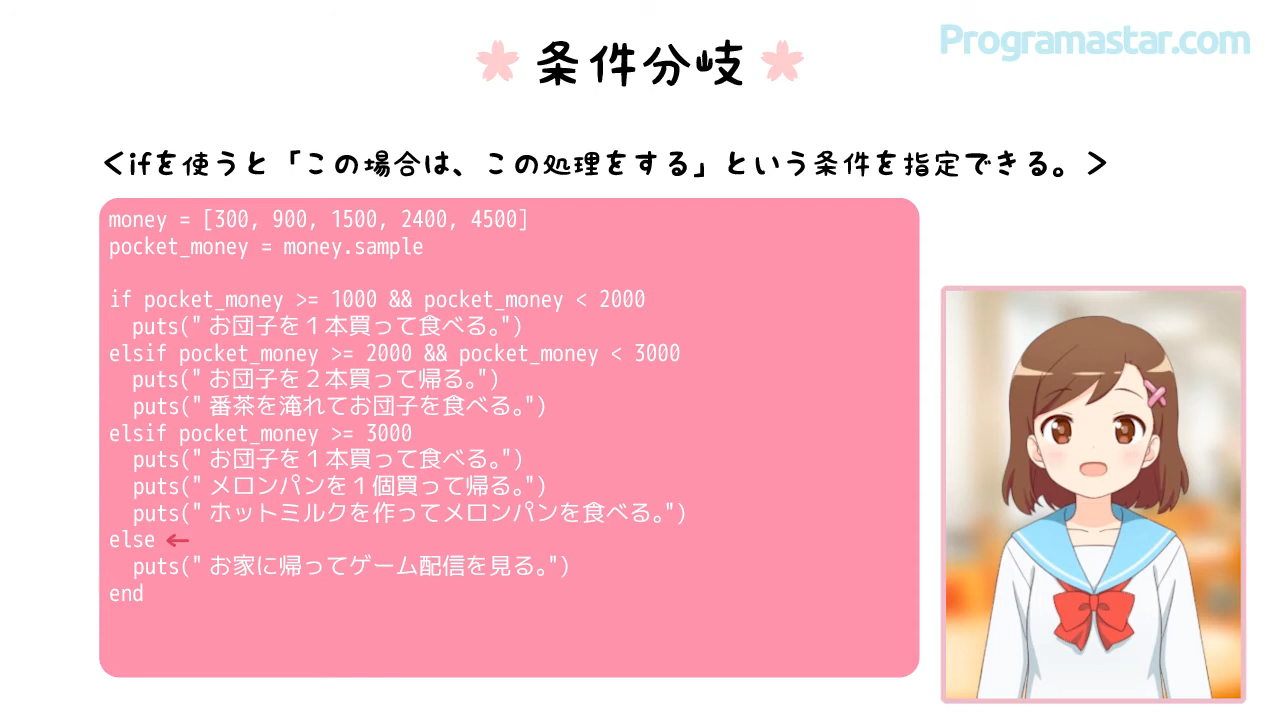 Programastar.com
条件分岐
<ifを使うと「この場合は、この処理をする」という条件を指定できる。>
money = [300, 900, 1500, 2400, 4500]
pocket_money = money.sample
if pocket_money >= 1000 && pocket_money < 2000
  puts("お団子を１本買って食べる。")
elsif pocket_money >= 2000 && pocket_money < 3000
  puts("お団子を２本買って帰る。")
  puts("番茶を淹れてお団子を食べる。")
elsif pocket_money >= 3000
  puts("お団子を１本買って食べる。")
  puts("メロンパンを１個買って帰る。")
  puts("ホットミルクを作ってメロンパンを食べる。")
else ←
  puts("お家に帰ってゲーム配信を見る。")
end